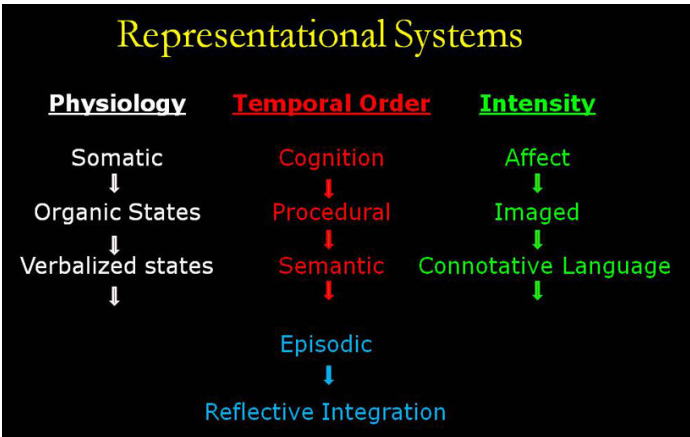 Representational Systems
Physiology Temporal Order Intensity
Somatic Cognition Affect
Organic States Procedural Imaged
Verbalized states Semantic Connotative Language
Episodic
Reflective Integration